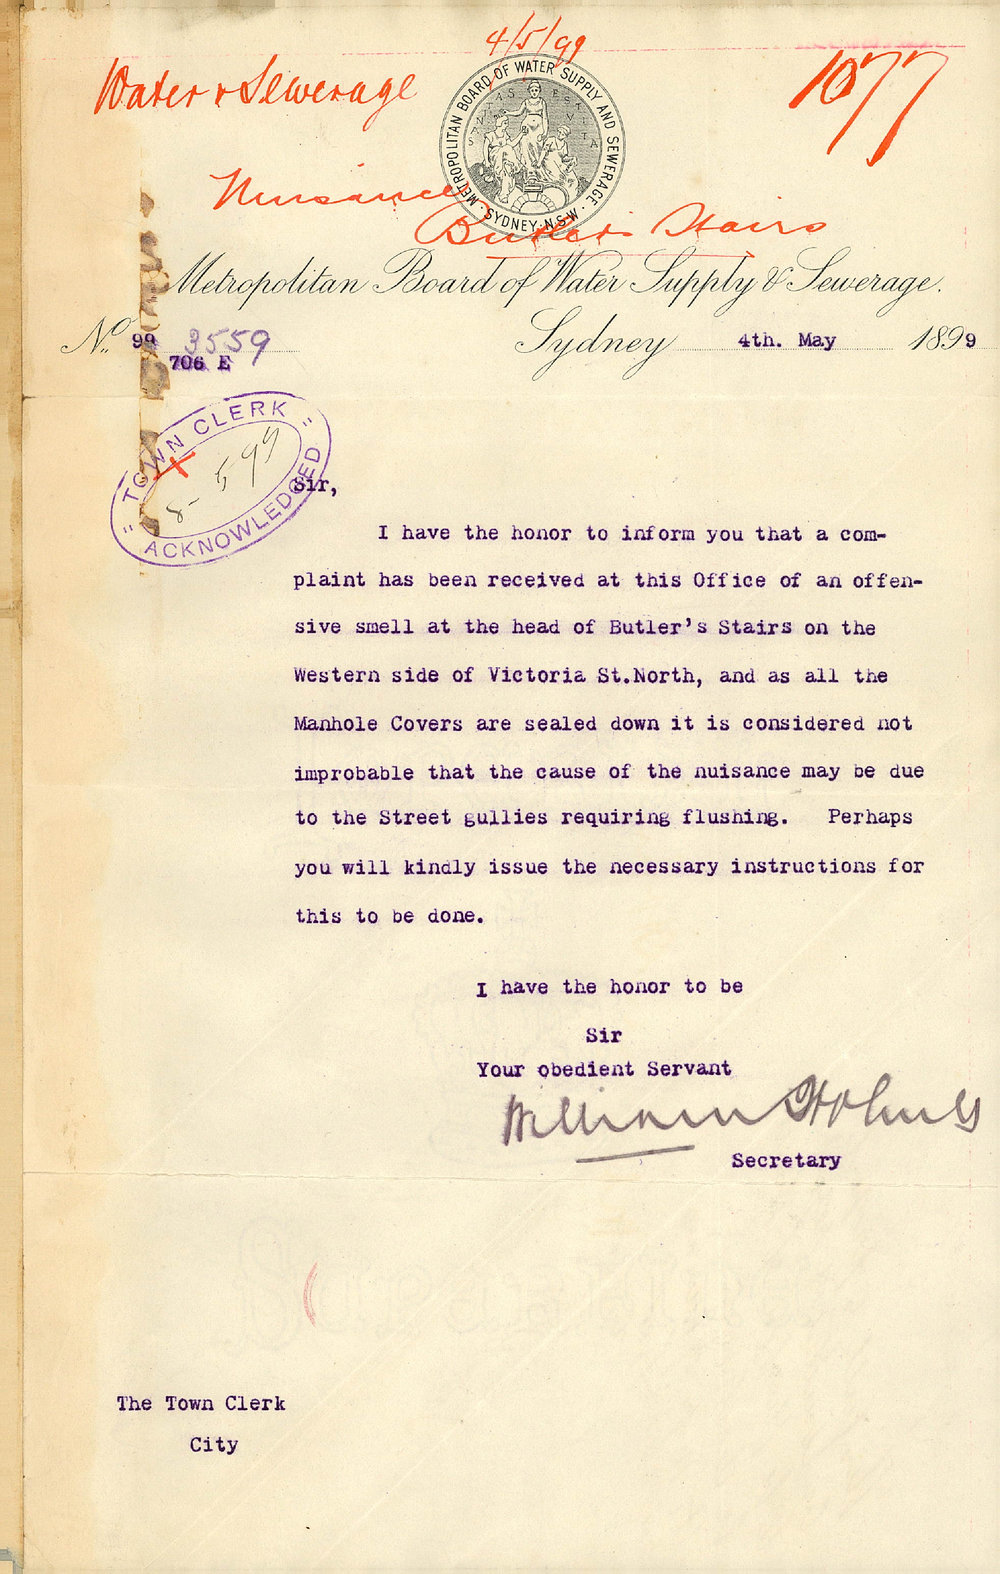 4/5/99
Water & Sewerage
1077
METROPOLITAN BOARD OF WATER SUPPLY AND SEWERAGE.
SANITAS ESK VITA
· SYDNEY·N·S·W ·
Nuisance
Butler's Stairs
Metropolitan Board of Water Supply & Sewerage.
No. 99 3559
706 E
Sydney 4th. May 1899
"TOWN CLERK"
8- 5 99
ACKNOWLEDGED
Sir,
I have the honor to inform you that a com-
plaint has been received at this Office of an offen-
sive smell at the head of Butler's Stairs on the
Western side of Victoria St.North, and as all the
Manhole Covers are sealed down it is considered not
improbable that the cause of the nuisance may be due
to the Street gullies requiring flushing. Perhaps
you will kindly issue the necessary instructions for
this to be done.
I have the honor to be
Sir
Your obedient Servant
William Holmes
Secretary
The Town Clerk
City